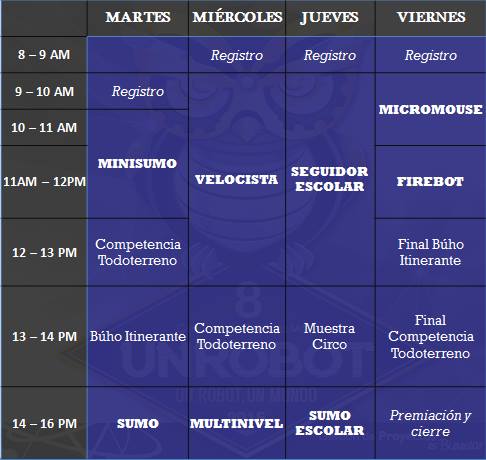 MARTES MIÉRCOLES JUEVES VIERNES
8 – 9 AM Registro Registro Registro
9 – 10 AM Registro
MICROMOUSE
10 – 11 AM
MINISUMO
11AM – 12PM VELOCISTA SEGUIDOR ESCOLAR FIREBOT
12 – 13 PM Competencia Todoterreno Final Búho Itinerante
8
13 – 14 PM Búho Itinerante Competencia Todoterreno Muestra Circo Final Competencia Todoterreno
UNROBOT
UN ROBOT, UN MUNDO
14 – 16 PM SUMO MULTINIVEL SUMO ESCOLAR Premiación y cierre